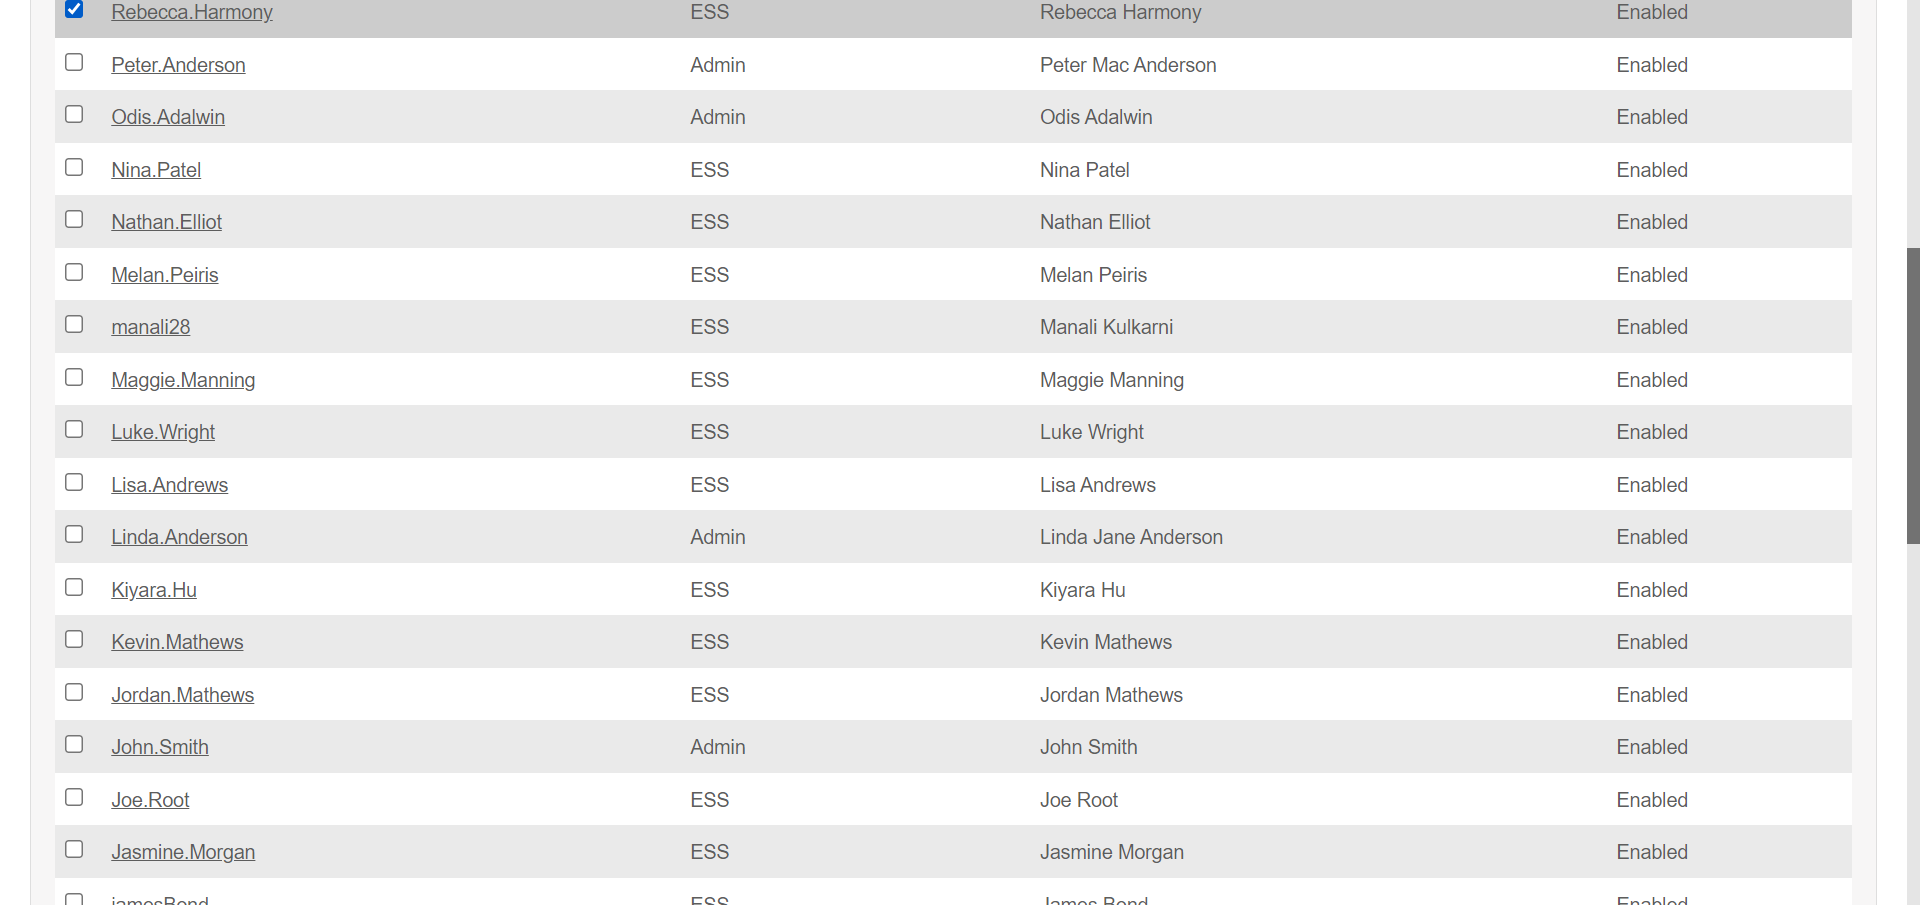 Rebecca.Harmony ESS Rebecca Harmony Enabled
Peter.Anderson Admin Peter Mac Anderson Enabled
Odis.Adalwin Admin Odis Adalwin Enabled
Nina.Patel ESS Nina Patel Enabled
Nathan.Elliot ESS Nathan Elliot Enabled
Melan.Peiris ESS Melan Peiris Enabled
manali28 ESS Manali Kulkarni Enabled
Maggie.Manning ESS Maggie Manning Enabled
Luke.Wright ESS Luke Wright Enabled
Lisa.Andrews ESS Lisa Andrews Enabled
Linda.Anderson Admin Linda Jane Anderson Enabled
Kiyara.Hu ESS Kiyara Hu Enabled
Kevin.Mathews ESS Kevin Mathews Enabled
Jordan.Mathews ESS Jordan Mathews Enabled
John.Smith Admin John Smith Enabled
Joe.Root ESS Joe Root Enabled
Jasmine.Morgan ESS Jasmine Morgan Enabled
jamesBond ESS James Bond Enabled